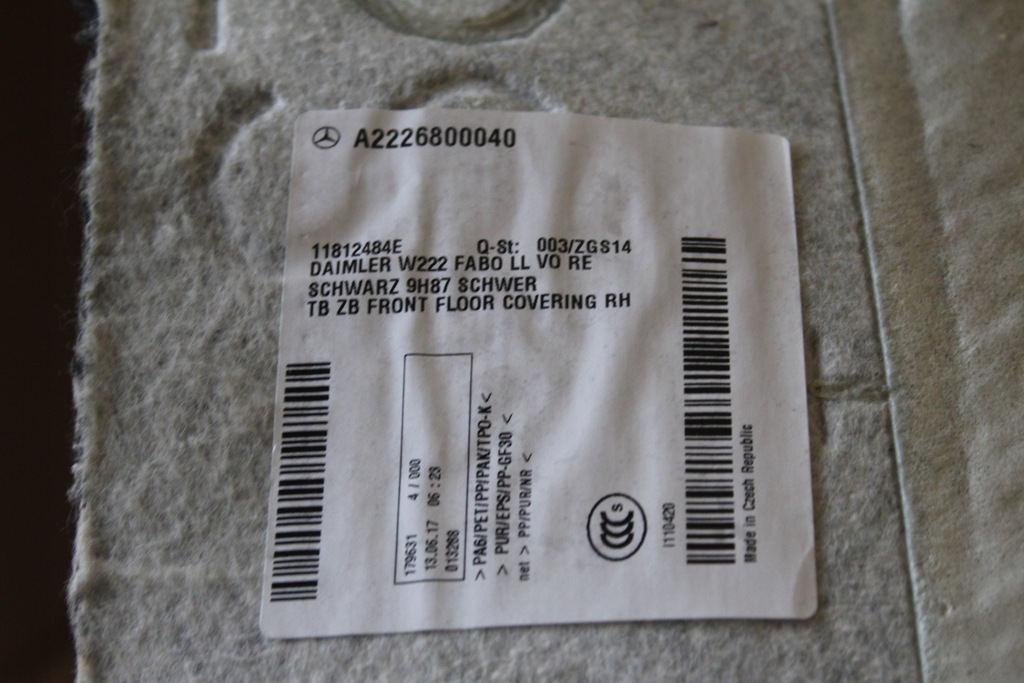 A2226800040
11812484E Q-St: 003/ZGS14
DAIMLER W222 FABO LL VO RE
SCHWARZ 9H87 SCHWER
TB ZB FRONT FLOOR COVERING RH
179631 4 / 000
13.06.17 06 : 23
013288
> PA6/PET/PP/PAK/TPO-K <
> PUR/EPS/PP-GF30 <
net > PP/PUR/NR <
CCC S
I110420
Made in Czech Republic